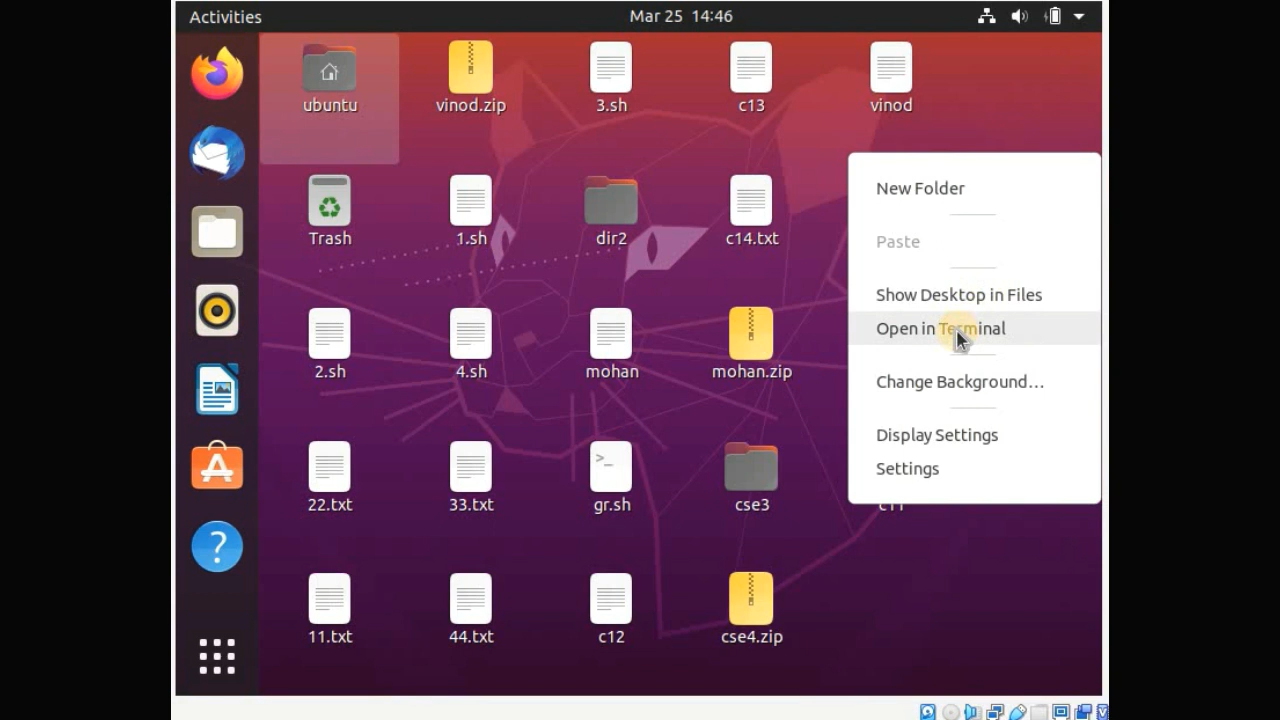 Activities
Mar 25 14:46
ubuntu
vinod.zip
3.sh
c13
vinod
Trash
1.sh
dir2
c14.txt
2.sh
4.sh
mohan
mohan.zip
22.txt
33.txt
gr.sh
cse3
c11
11.txt
44.txt
c12
cse4.zip
New Folder
Paste
Show Desktop in Files
Open in Terminal
Change Background...
Display Settings
Settings